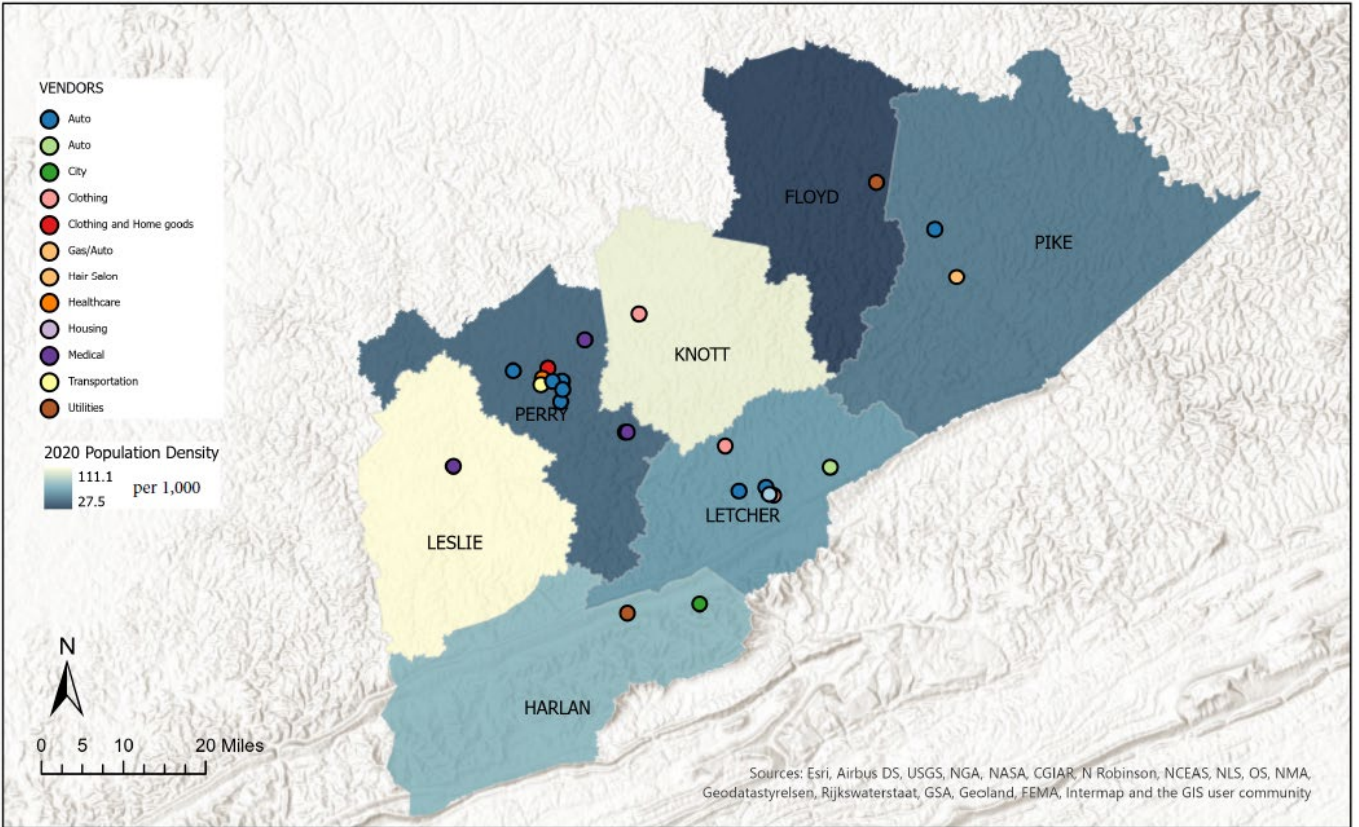 VENDORS
Auto
Auto
City
Clothing
Clothing and Home goods
Gas/Auto
Hair Salon
Healthcare
Housing
Medical
Transportation
Utilities
2020 Population Density
111.1
per 1,000
27.5
FLOYD
PIKE
KNOTT
PERRY
LETCHER
LESLIE
HARLAN
N
0 5 10 20 Miles
Sources: Esri, Airbus DS, USGS, NGA, NASA, CGIAR, N Robinson, NCEAS, NLS, OS, NMA,
Geodatastyrelsen, Rijkswaterstaat, GSA, Geoland, FEMA, Intermap and the GIS user community